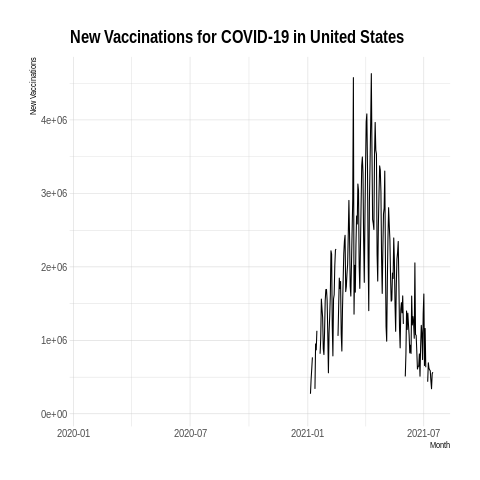 New Vaccinations for COVID-19 in United States
New Vaccinations
4e+06
3e+06
2e+06
1e+06
0e+00
2020-01 2020-07 2021-01 2021-07
Month